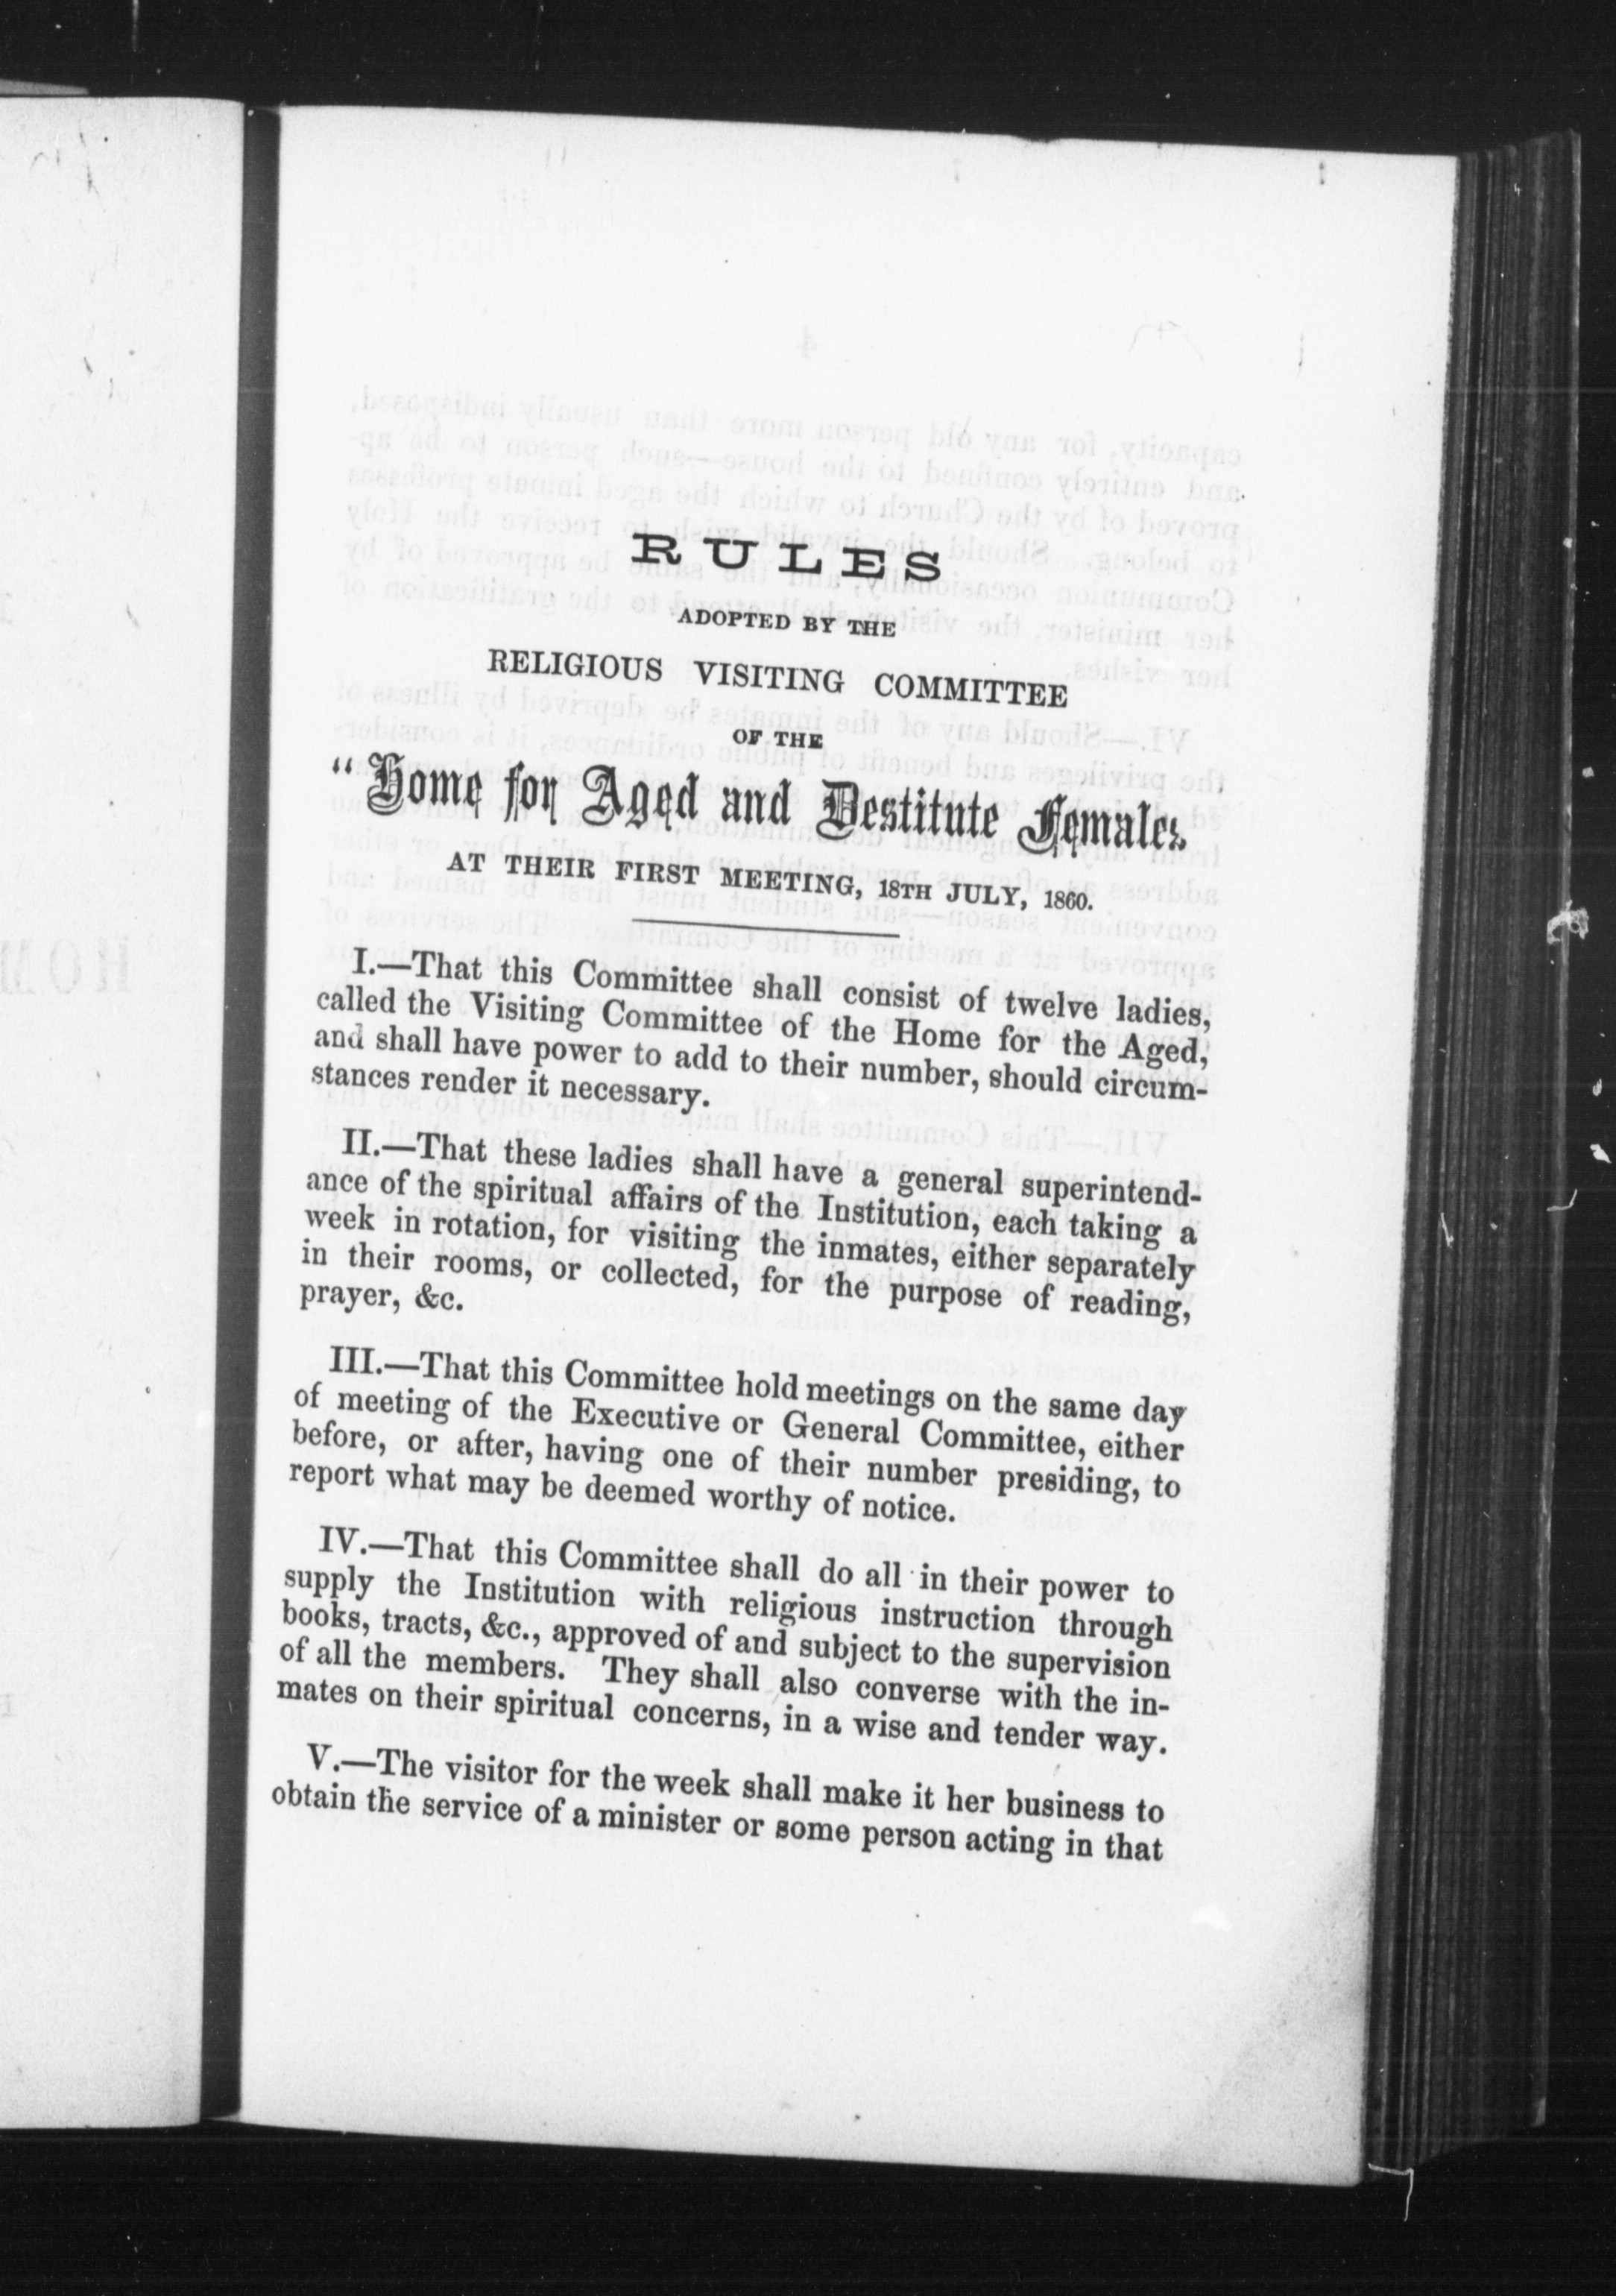 RULES
ADOPTED BY THE
RELIGIOUS VISITING COMMITTEE
OF THE
"Home for Aged and Destitute Females
AT THEIR FIRST MEETING, 18TH JULY, 1860.
I.—That this Committee shall consist of twelve ladies,
called the Visiting Committee of the Home for the Aged,
and shall have power to add to their number, should circum-
stances render it necessary.
II.—That these ladies shall have a general superintend-
ance of the spiritual affairs of the Institution, each taking a
week in rotation, for visiting the inmates, either separately
in their rooms, or collected, for the purpose of reading,
prayer, &c.
III.—That this Committee hold meetings on the same day
of meeting of the Executive or General Committee, either
before, or after, having one of their number presiding, to
report what may be deemed worthy of notice.
IV.—That this Committee shall do all in their power to
supply the Institution with religious instruction through
books, tracts, &c., approved of and subject to the supervision
of all the members. They shall also converse with the in-
mates on their spiritual concerns, in a wise and tender way.
V.—The visitor for the week shall make it her business to
obtain the service of a minister or some person acting in that